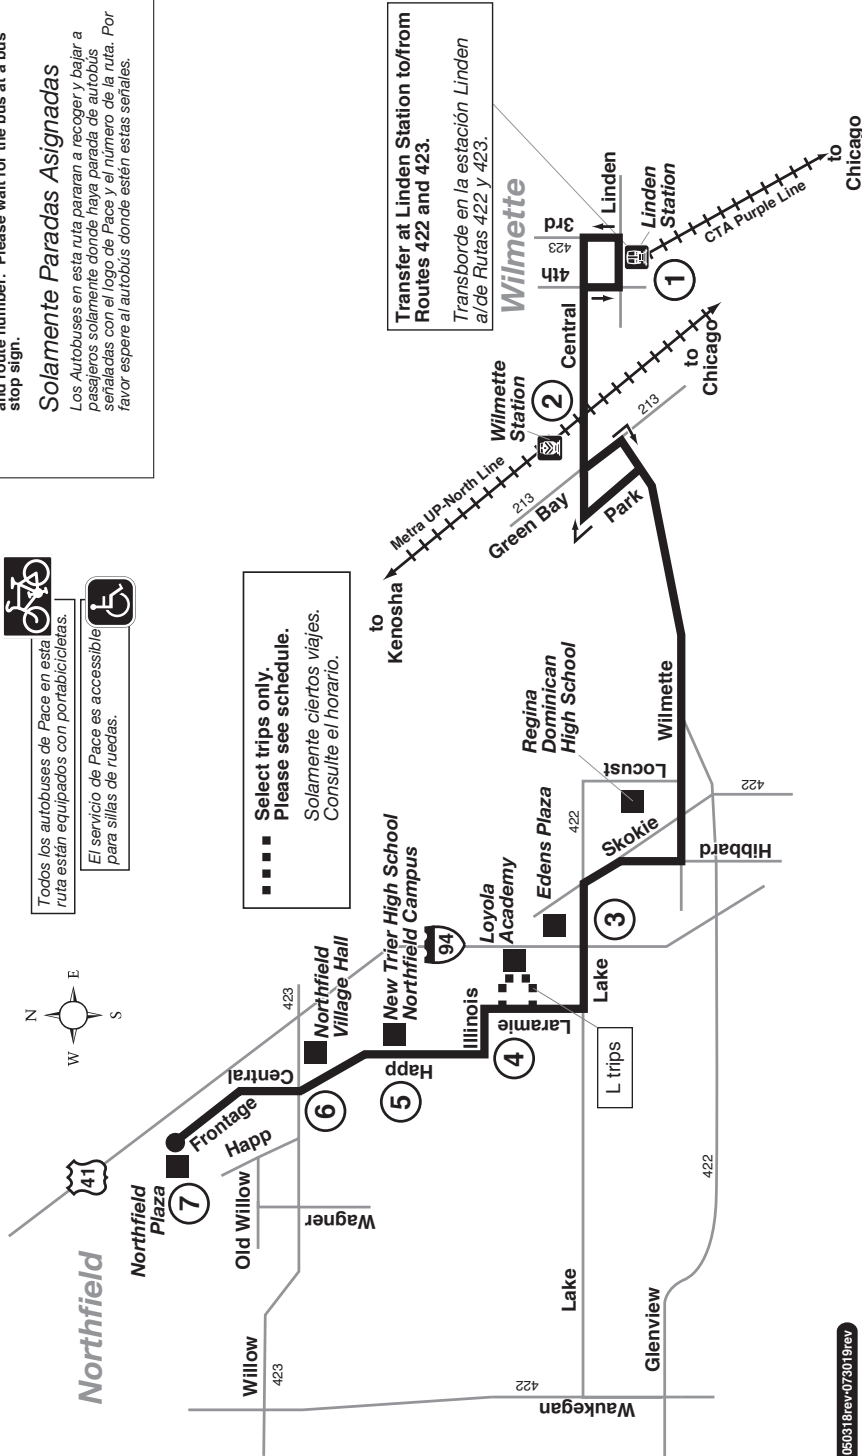 and route number. Please wait for the bus at a bus
stop sign.
Solamente Paradas Asignadas
Los Autobuses en esta ruta pararan a recoger y bajar a
pasajeros solamente donde haya parada de autobús
señaladas con el logo de Pace y el número de la ruta. Por
favor espere al autobús donde estén estas señales.
Todos los autobuses de Pace en esta
ruta están equipados con portabicicletas.
El servicio de Pace es accessible
para sillas de ruedas.
N
W
E
S
Select trips only.
Please see schedule.
Solamente ciertos viajes.
Consulte el horario.
Transfer at Linden Station to/from
Routes 422 and 423.
Transborde en la estación Linden
a/de Rutas 422 y 423.
Northfield
41
Northfield
Plaza
7
Frontage
Happ
Central
Old Willow
Wagner
Willow
423
423
6
Northfield
Village Hall
5
Happ
New Trier High School
Northfield Campus
94
Illinois
4
Laramie
Loyola
Academy
L trips
Edens Plaza
Lake
3
Lake
Waukegan
422
Glenview
422
Regina
Dominican
High School
422
Skokie
Locust
Hibbard
422
Wilmette
to
Kenosha
Metra UP-North Line
Green Bay
213
Park
213
Wilmette
Station
2
to
Chicago
Central
Wilmette
4th
3rd
423
Linden
Linden
Station
1
CTA Purple Line
to
Chicago
050318rev-073019rev